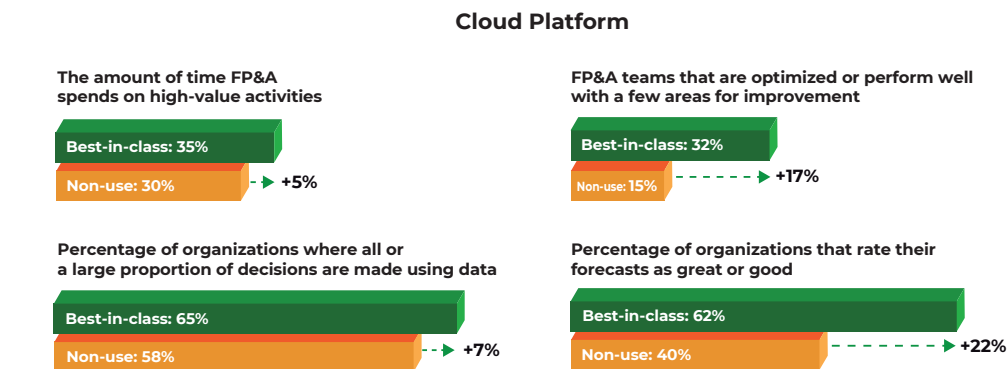 Cloud Platform
The amount of time FP&A
spends on high-value activities
Best-in-class: 35%
Non-use: 30%
+5%
FP&A teams that are optimized or perform well
with a few areas for improvement
Best-in-class: 32%
Non-use: 15%
+17%
Percentage of organizations where all or
a large proportion of decisions are made using data
Best-in-class: 65%
Non-use: 58%
+7%
Percentage of organizations that rate their
forecasts as great or good
Best-in-class: 62%
Non-use: 40%
+22%